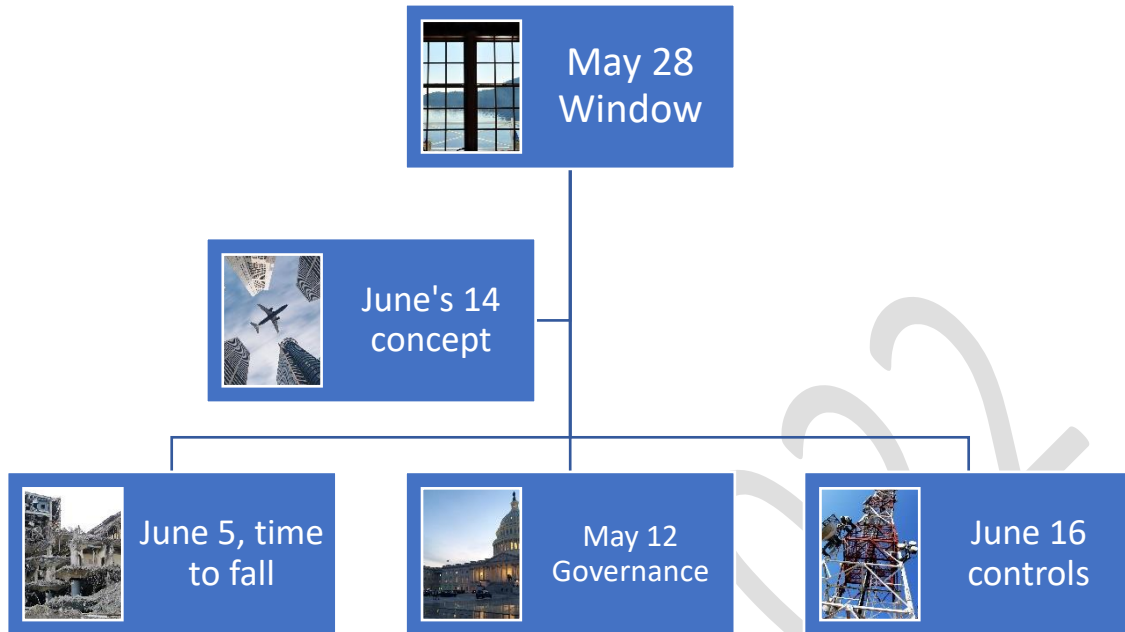 May 28
Window
June's 14
concept
June 5, time
to fall
May 12
Governance
June 16
controls